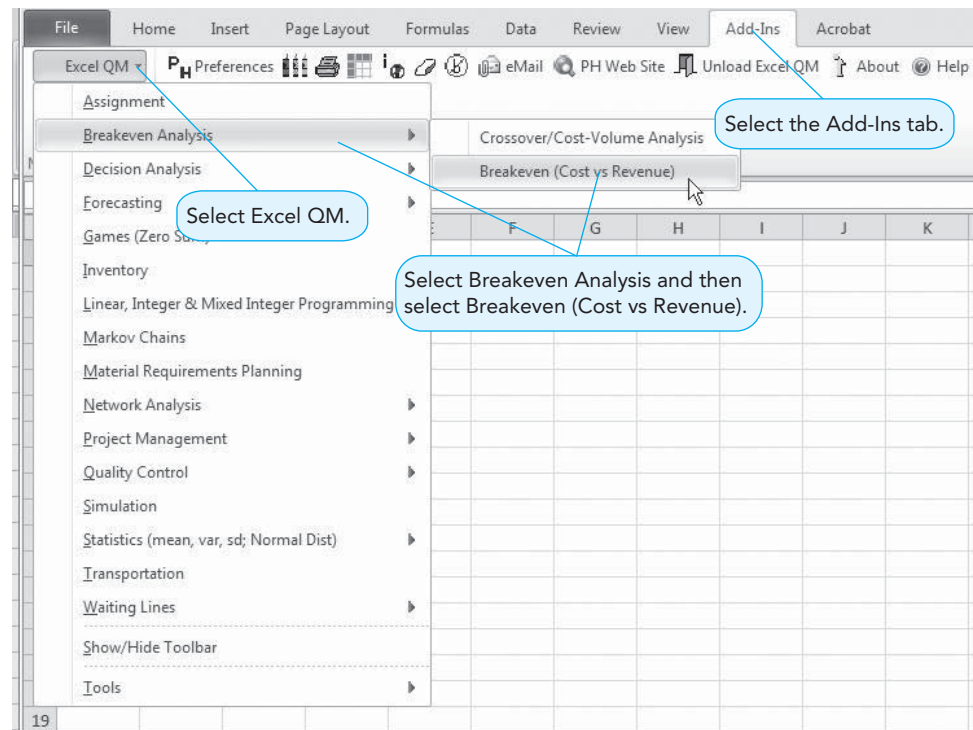 File Home Insert Page Layout Formulas Data Review View Add-Ins Acrobat
Excel QM PH Preferences eMail PH Web Site Unload Excel QM About Help
Assignment
Breakeven Analysis
Crossover/Cost-Volume Analysis
Select the Add-Ins tab.
Decision Analysis
Breakeven (Cost vs Revenue)
Forecasting
Select Excel QM.
Games (Zero
F G H I J K
Inventory
Select Breakeven Analysis and then
select Breakeven (Cost vs Revenue).
Linear, Integer & Mixed Integer Programming
Markov Chains
Material Requirements Planning
Network Analysis
Project Management
Quality Control
Simulation
Statistics (mean, var, sd; Normal Dist)
Transportation
Waiting Lines
Show/Hide Toolbar
Tools
19